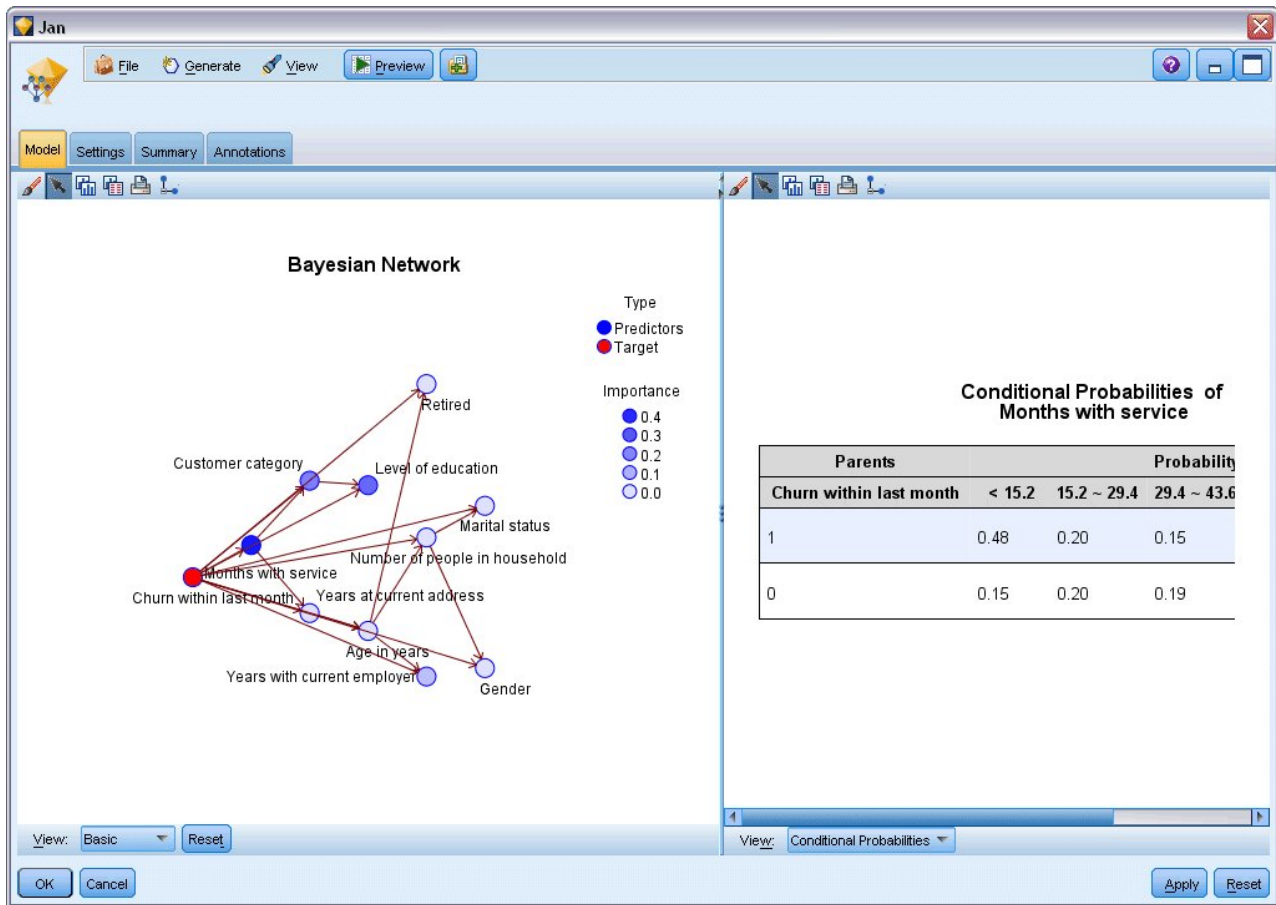 Jan
File Generate View Preview
Model Settings Summary Annotations
Bayesian Network
Type
Predictors
Target
Importance
0.4
0.3
0.2
0.1
0.0
Retired
Customer category
Level of education
Marital status
Number of people in household
Months with service
Churn within last month
Years at current address
Age in years
Years with current employer
Gender
View: Basic Reset
Conditional Probabilities of
Months with service
Parents Probability
Churn within last month < 15.2 15.2 ~ 29.4 29.4 ~ 43.6
1 0.48 0.20 0.15
0 0.15 0.20 0.19
View: Conditional Probabilities
OK Cancel Apply Reset